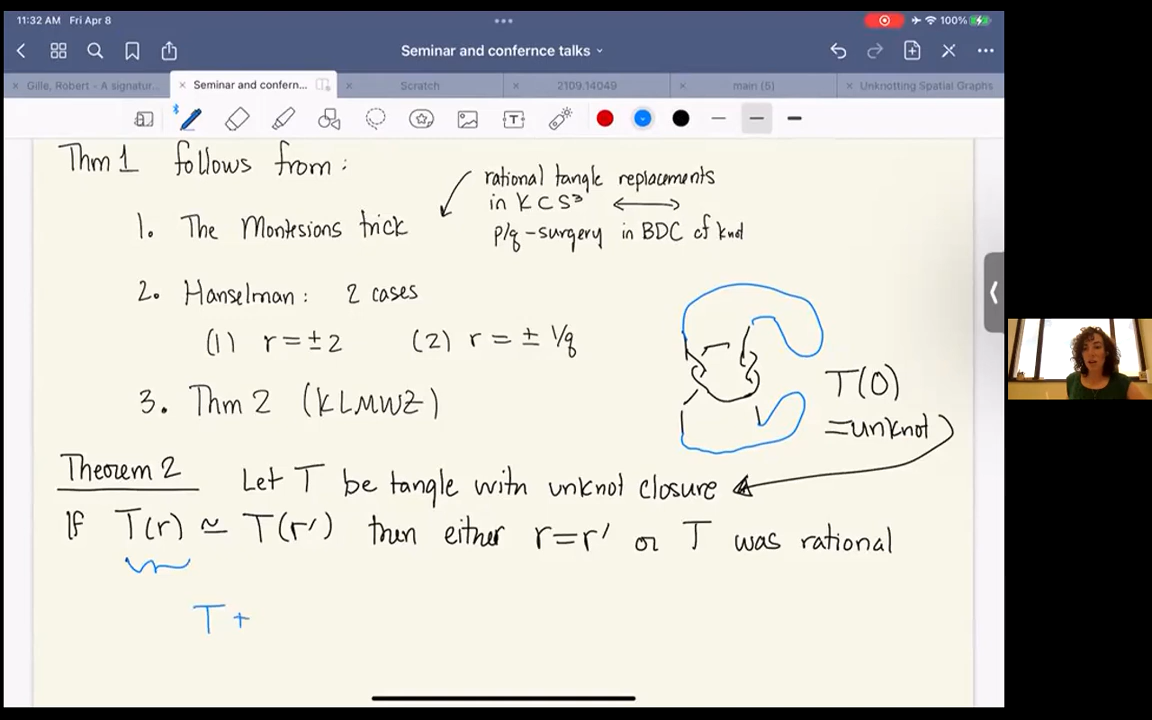 11:32 AM Fri Apr 8
100%
Seminar and confernce talks
Gille, Robert - A signatur...
Seminar and confern...
Scratch
2109.14049
main (5)
Unknotting Spatial Graphs
Thm 1 follows from:
rational tangle replacements
in K ⊂ S³ ⟷
p/q-surgery in BDC of knot
1. The Montesions trick
2. Hanselman: 2 cases
(1) r=±2 (2) r=± 1/q
3. Thm 2 (KLMWZ)
T(0)
=unknot
Theorem 2 Let T be tangle with unknot closure
If T(r) ≃ T(r') then either r=r' or T was rational
T +